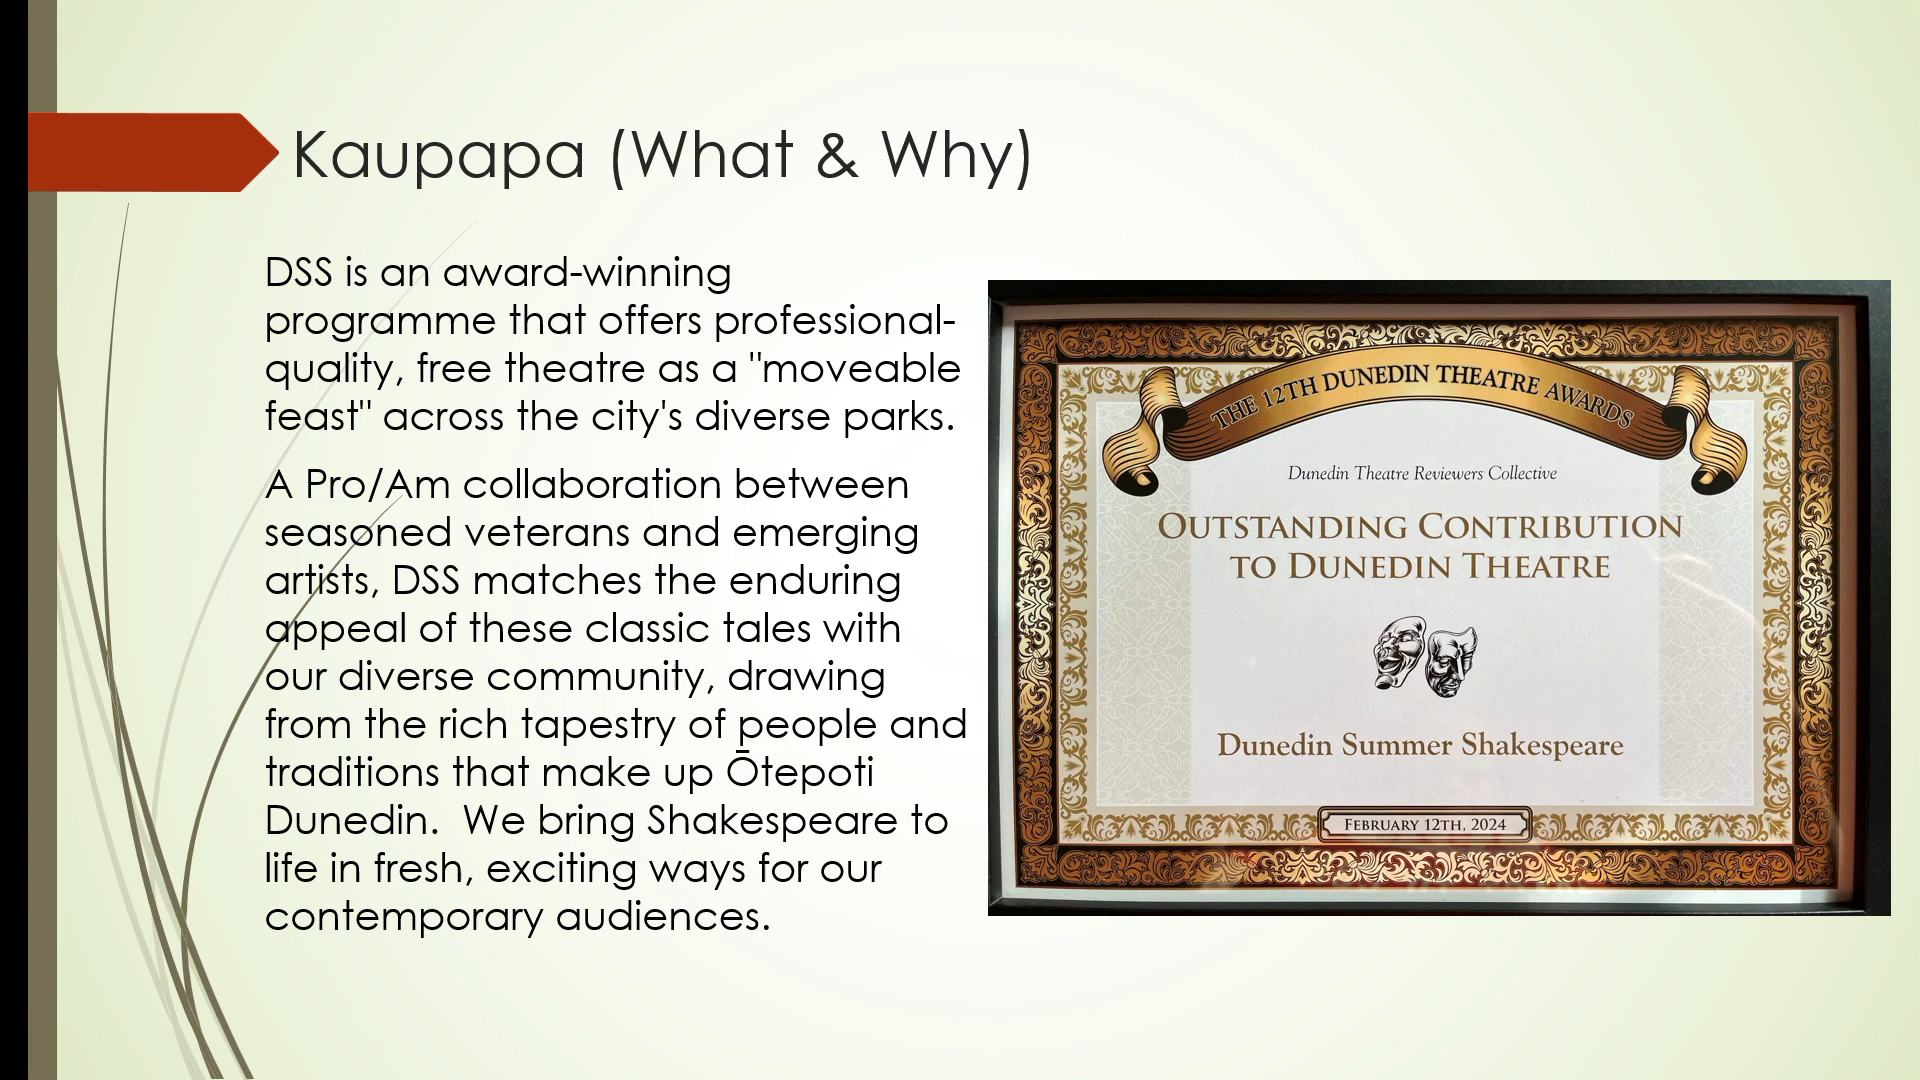 Kaupapa (What & Why)
DSS is an award-winning
programme that offers professional-
quality, free theatre as a "moveable
feast" across the city's diverse parks.
A Pro/Am collaboration between
seasoned veterans and emerging
artists, DSS matches the enduring
appeal of these classic tales with
our diverse community, drawing
from the rich tapestry of people and
traditions that make up Ōtepoti
Dunedin.  We bring Shakespeare to
life in fresh, exciting ways for our
contemporary audiences.
THE 12TH DUNEDIN THEATRE AWARDS
Dunedin Theatre Reviewers Collective
OUTSTANDING CONTRIBUTION
TO DUNEDIN THEATRE
Dunedin Summer Shakespeare
FEBRUARY 12TH, 2024